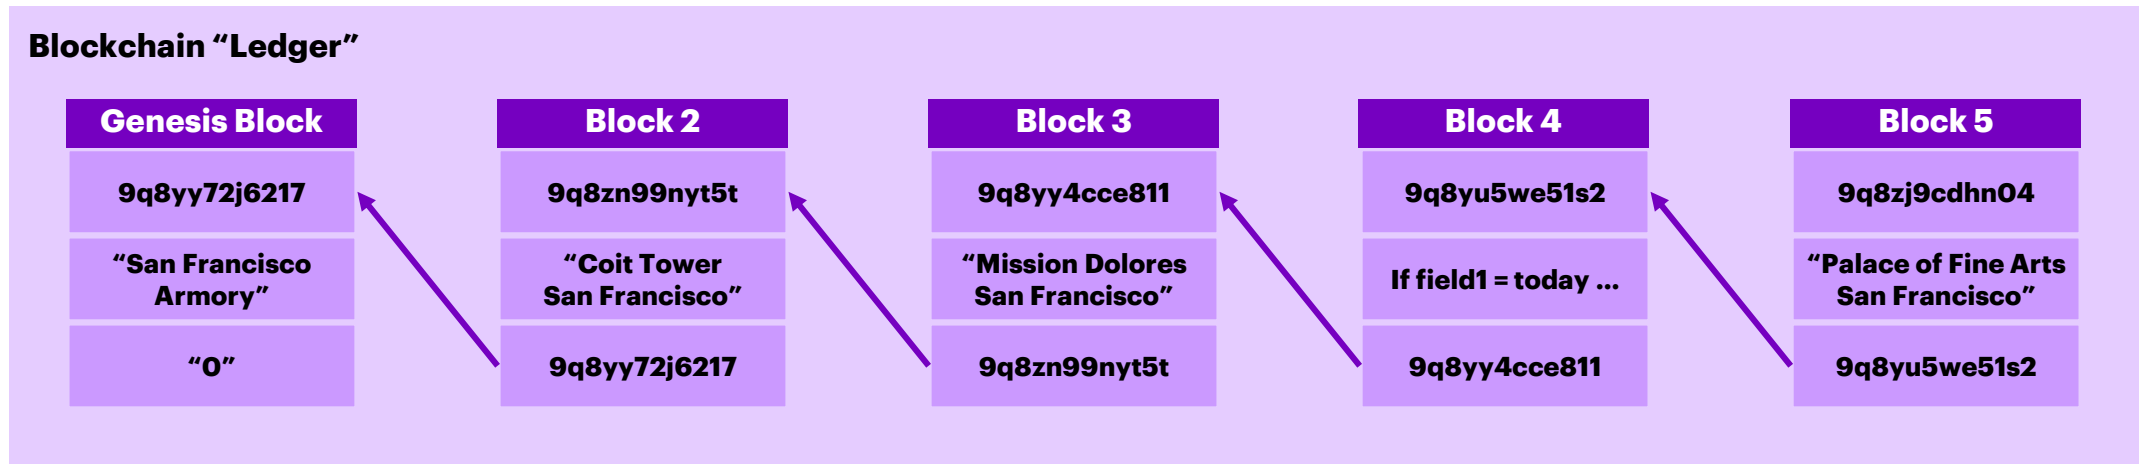 Blockchain “Ledger”
Genesis Block
9q8yy72j6217
“San Francisco
Armory”
“0”
Block 2
9q8zn99nyt5t
“Coit Tower
San Francisco”
9q8yy72j6217
Block 3
9q8yy4cce811
“Mission Dolores
San Francisco”
9q8zn99nyt5t
Block 4
9q8yu5we51s2
If field1 = today ...
9q8yy4cce811
Block 5
9q8zj9cdhn04
“Palace of Fine Arts
San Francisco”
9q8yu5we51s2